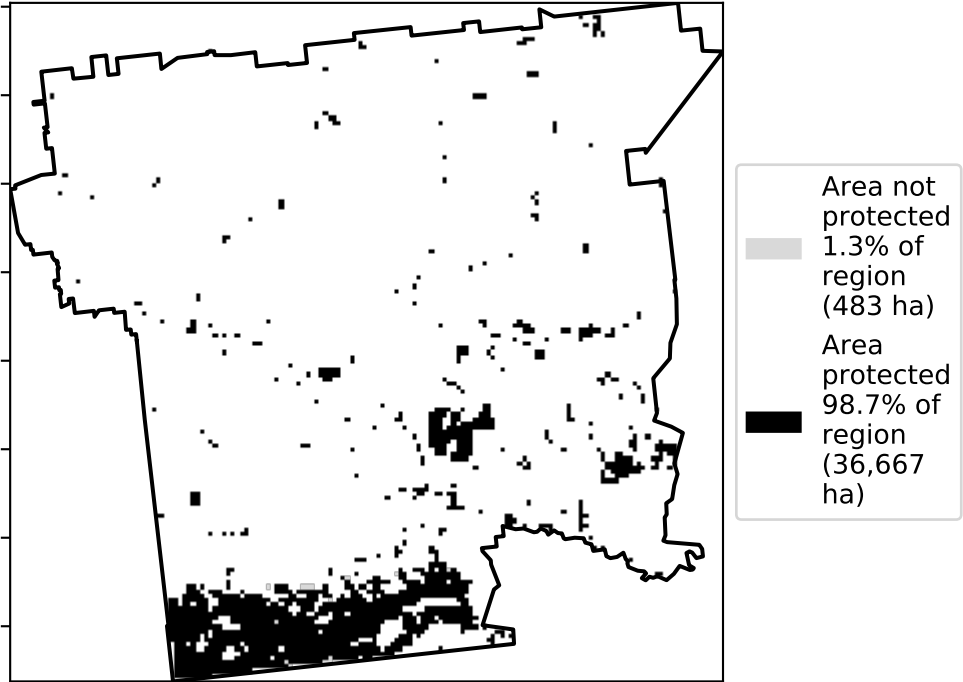 Area not
protected
1.3% of
region
(483 ha)
Area
protected
98.7% of
region
(36,667
ha)